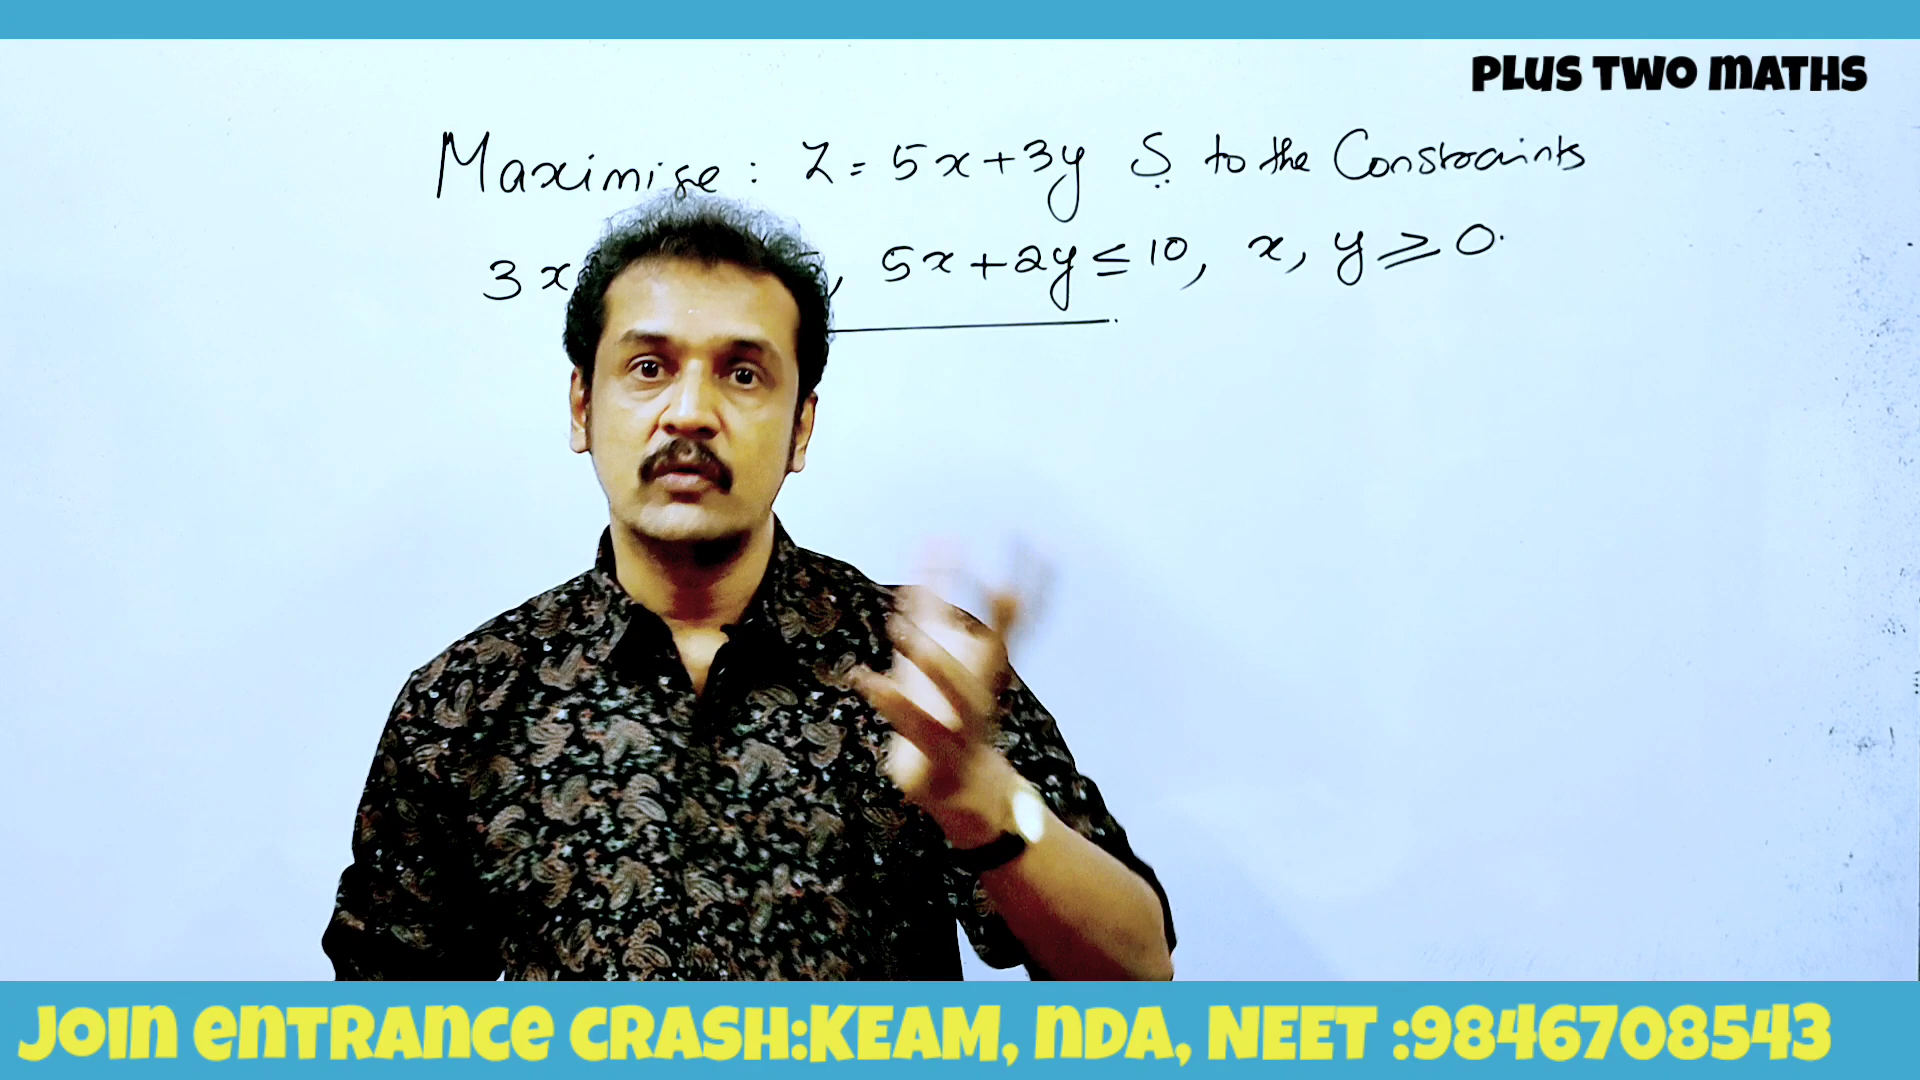 PLUS TWO MATHS
Maximise: Z = 5x+3y S to the Constraints
3x , 5x+2y≤10, x, y ⩾ 0.
JOIN ENTRANCE CRASH:KEAM, NDA, NEET :9846708543